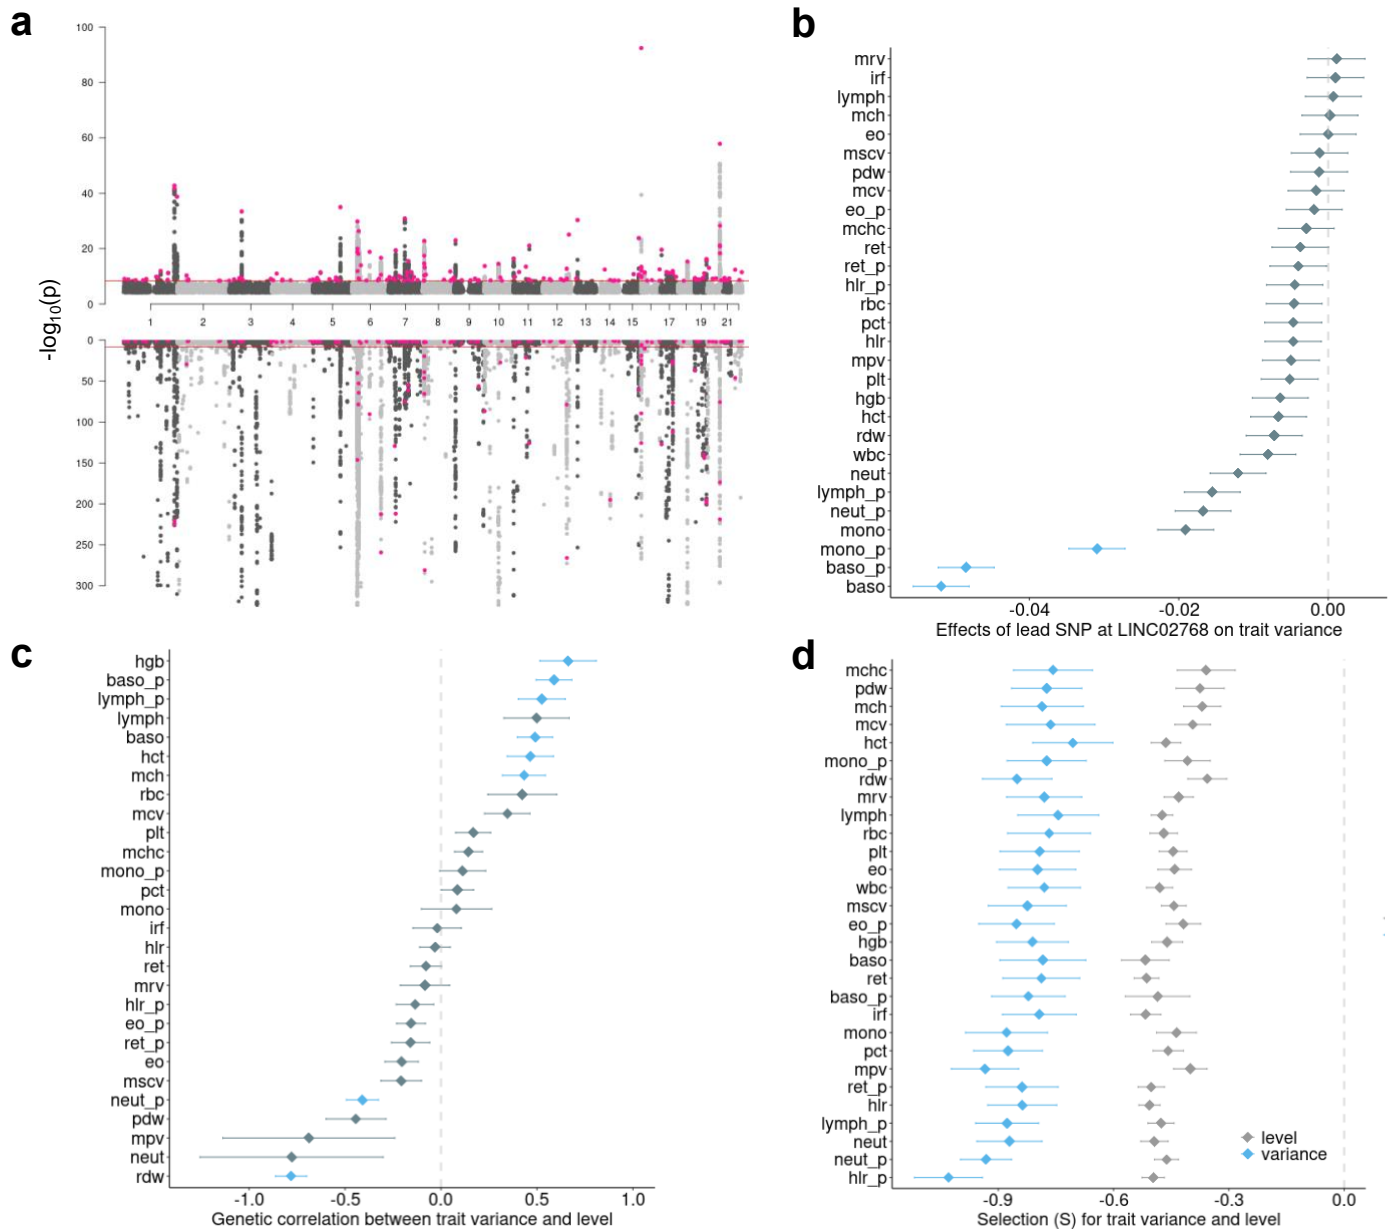 a
100
80
60
40
20
0
-log10(p)
1 2 3 4 5 6 7 8 9 10 11 12 13 14 15 17 19 21
0
50
100
150
200
250
300
b
mrv
irf
lymph
mch
eo
mscv
pdw
mcv
eo_p
mchc
ret
ret_p
hlr_p
rbc
pct
hlr
mpv
plt
hgb
hct
rdw
wbc
neut
lymph_p
neut_p
mono
mono_p
baso_p
baso
-0.04 -0.02 0.00
Effects of lead SNP at LINC02768 on trait variance
c
hgb
baso_p
lymph_p
lymph
baso
hct
mch
rbc
mcv
plt
mchc
mono_p
pct
mono
irf
hlr
ret
mrv
hlr_p
eo_p
ret_p
eo
mscv
neut_p
pdw
mpv
neut
rdw
-1.0 -0.5 0.0 0.5 1.0
Genetic correlation between trait variance and level
d
mchc
pdw
mch
mcv
hct
mono_p
rdw
mrv
lymph
rbc
plt
eo
wbc
mscv
eo_p
hgb
baso
ret
baso_p
irf
mono
pct
mpv
ret_p
hlr
lymph_p
neut
neut_p
hlr_p
level
variance
-0.9 -0.6 -0.3 0.0
Selection (S) for trait variance and level